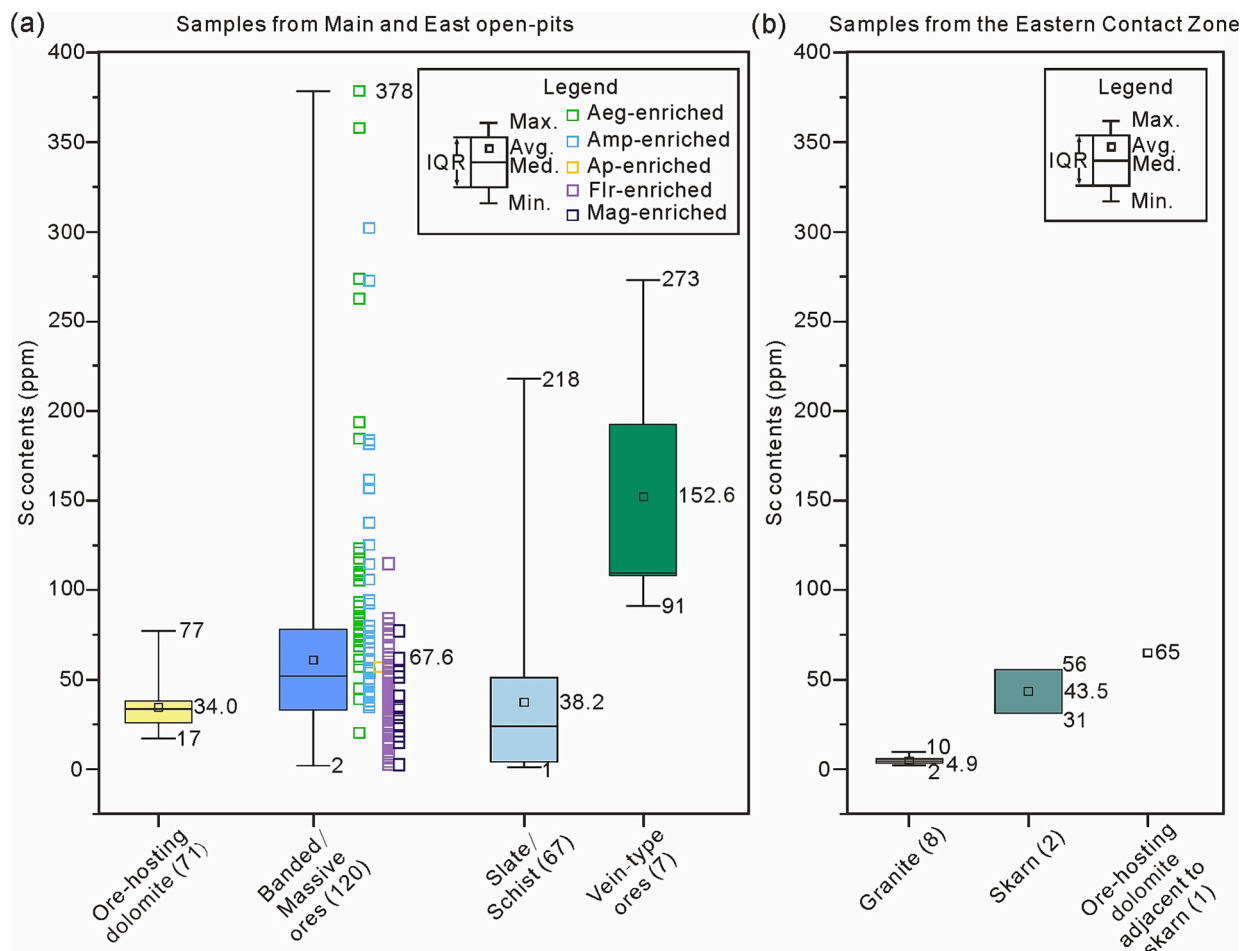 (a) Samples from Main and East open-pits
400
350
300
250
200
150
100
50
0
Sc contents (ppm)
Legend
Max.
Avg.
Med.
Min.
IQR
Aeg-enriched
Amp-enriched
Ap-enriched
Flr-enriched
Mag-enriched
77
34.0
17
378
67.6
2
218
38.2
1
273
152.6
91
Ore-hosting
dolomite (71)
Banded/
Massive
ores (120)
Slate/
Schist (67)
Vein-type
ores (7)
(b) Samples from the Eastern Contact Zone
400
350
300
250
200
150
100
50
0
Sc contents (ppm)
Legend
Max.
Avg.
Med.
Min.
IQR
10
4.9
2
56
43.5
31
65
Granite (8)
Skarn (2)
Ore-hosting
dolomite
adjacent to
skarn (1)